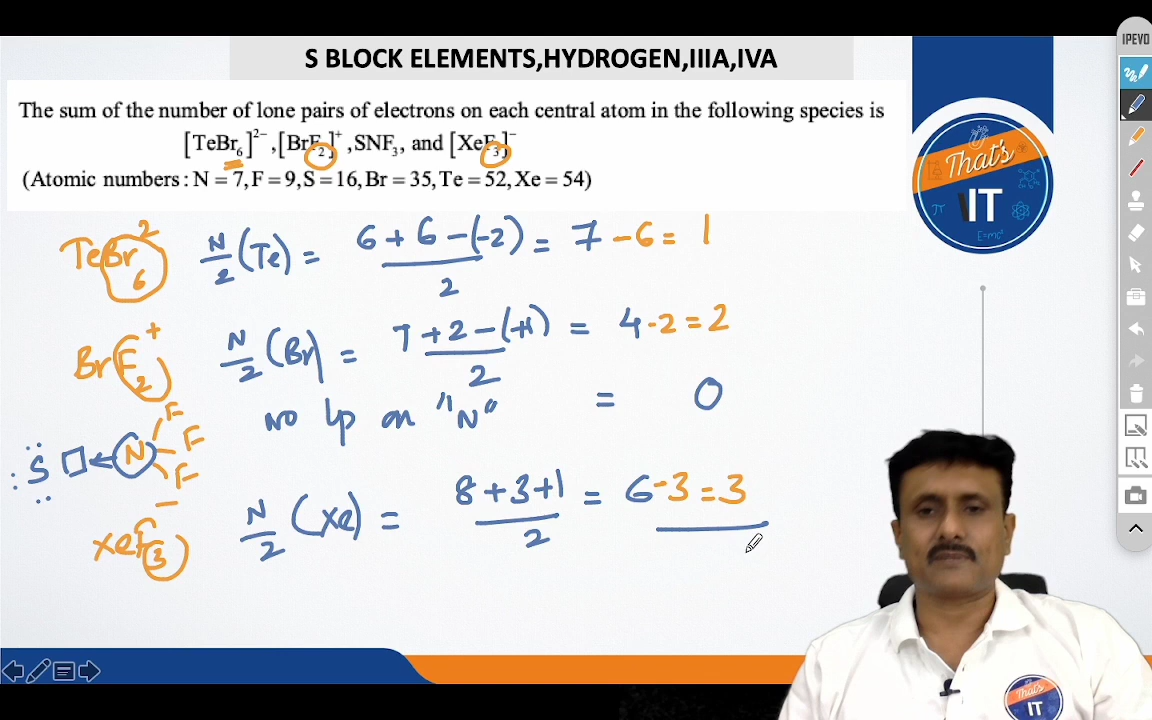 IPEVO
S BLOCK ELEMENTS,HYDROGEN,IIIA,IVA
The sum of the number of lone pairs of electrons on each central atom in the following species is
[TeBr₆]²⁻, [BrF₂]⁺, SNF₃, and [XeF₃]⁻
(Atomic numbers : N = 7, F = 9, S = 16, Br = 35, Te = 52, Xe = 54)
That's
IT
π
E=mc²
TeBr₆² N/2 (Te) = 6 + 6 - (-2) / 2 = 7 - 6 = 1
BrF₂⁺ N/2 (Br) = 7 + 2 - (+1) / 2 = 4 - 2 = 2
No lp on "N" = 0
S ← N F F F
XeF₃⁻ N/2 (Xe) = 8 + 3 + 1 / 2 = 6 - 3 = 3
That's
IT